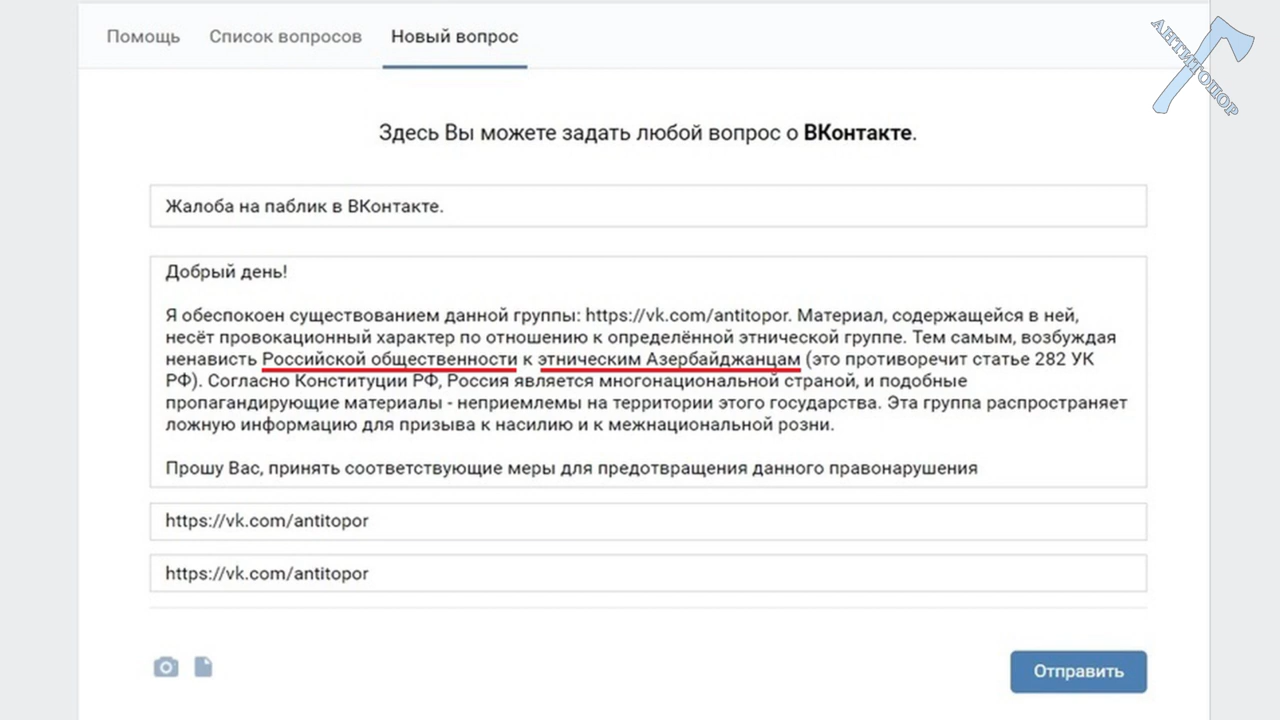 Помощь Список вопросов Новый вопрос
АНТИТОПОР
Здесь Вы можете задать любой вопрос о ВКонтакте.
Жалоба на паблик в ВКонтакте.
Добрый день!
Я обеспокоен существованием данной группы: https://vk.com/antitopor. Материал, содержащейся в ней,
несёт провокационный характер по отношению к определённой этнической группе. Тем самым, возбуждая
ненависть Российской общественности к этническим Азербайджанцам (это противоречит статье 282 УК
РФ). Согласно Конституции РФ, Россия является многонациональной страной, и подобные
пропагандирующие материалы - неприемлемы на территории этого государства. Эта группа распространяет
ложную информацию для призыва к насилию и к межнациональной розни.
Прошу Вас, принять соответствующие меры для предотвращения данного правонарушения
https://vk.com/antitopor
https://vk.com/antitopor
Отправить